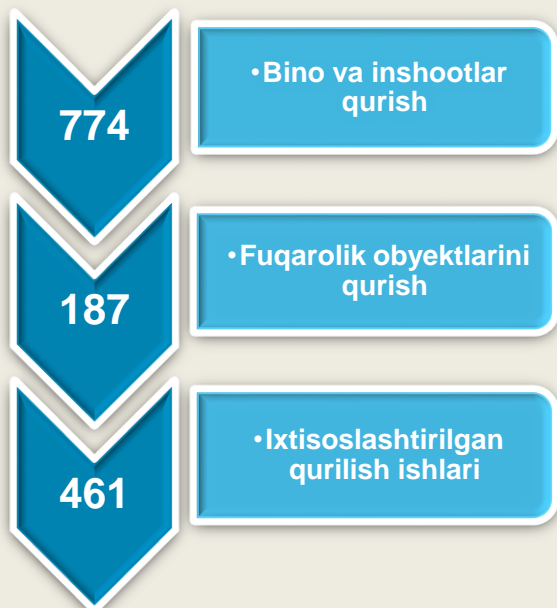 774
•Bino va inshootlar
qurish
187
•Fuqarolik obyektlarini
qurish
461
•Ixtisoslashtirilgan
qurilish ishlari